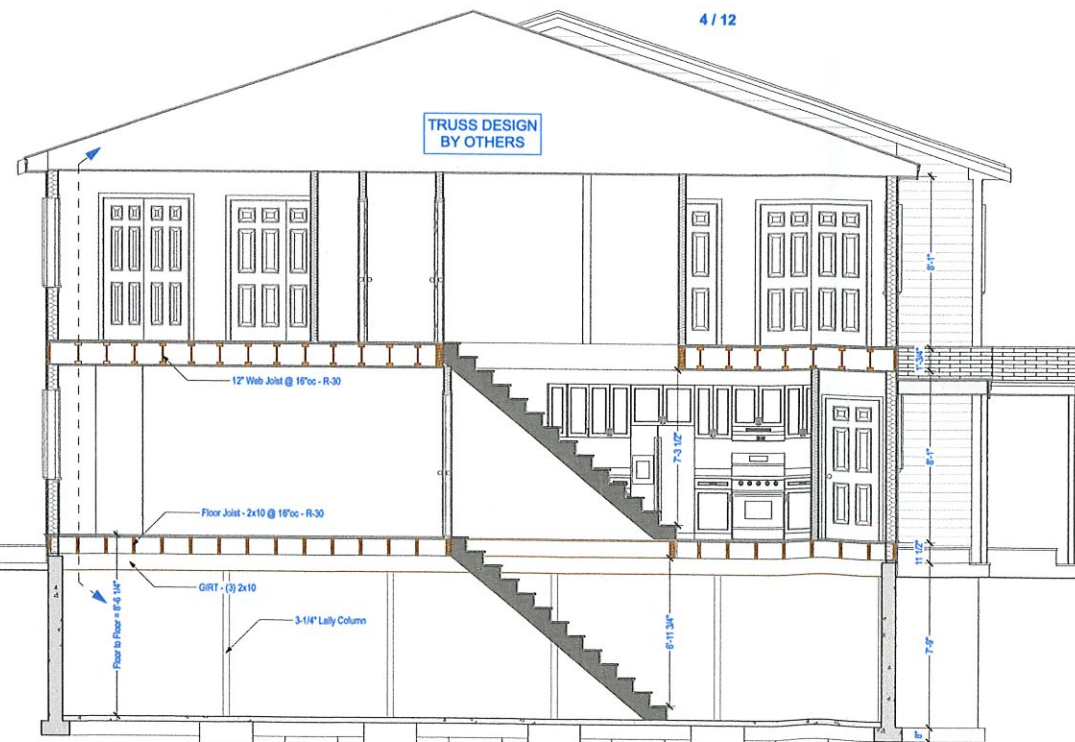 4 / 12
TRUSS DESIGN
BY OTHERS
8'-1"
12" Web Joist @ 16"oc - R-30
1'-3/4"
7'-3 1/2"
8'-1"
Floor Joist - 2x10 @ 16"oc - R-30
11 1/2"
GIRT - (3) 2x10
Floor to Floor = 8'-6 1/4"
3-1/4" Lally Column
6'-11 3/4"
7'-9"
8"